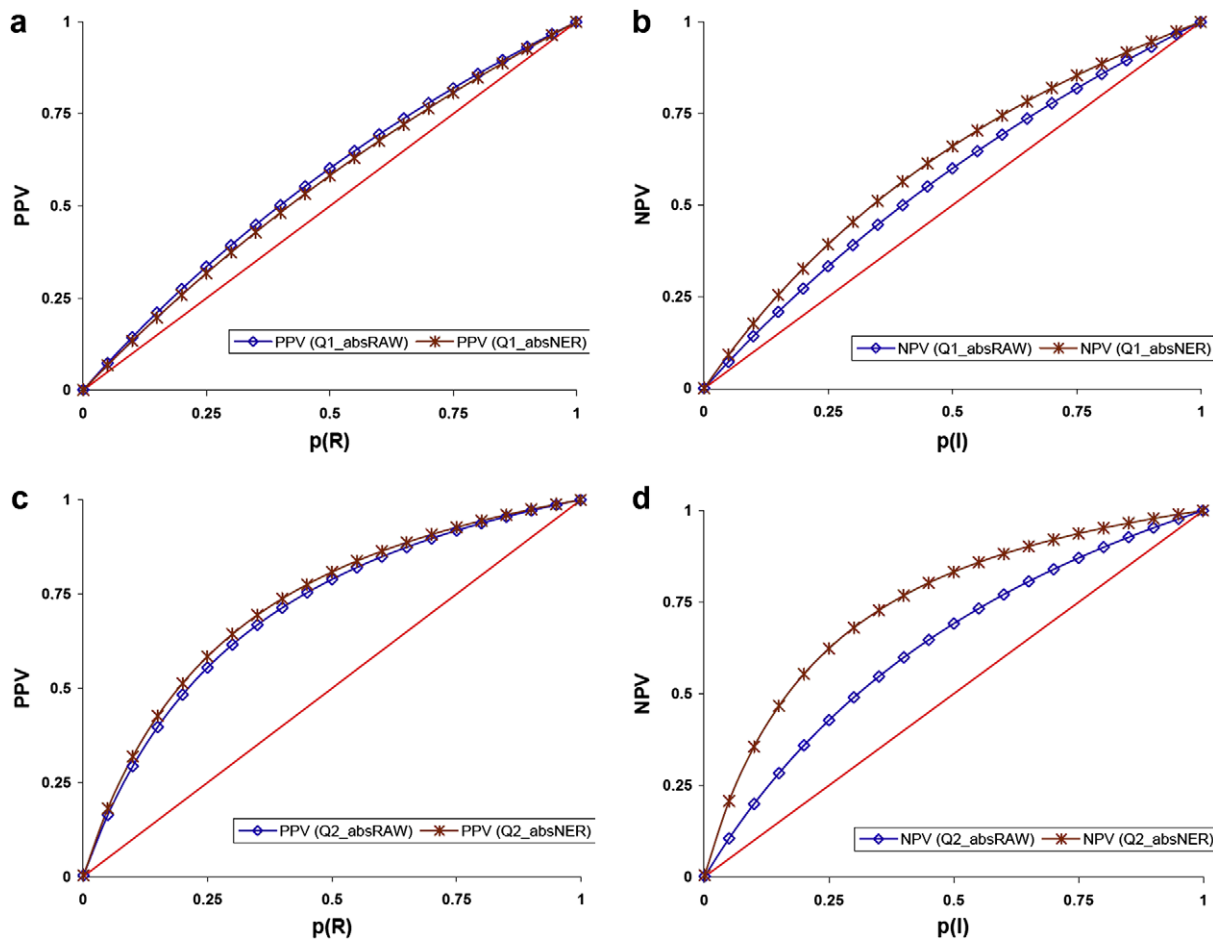 a
1
0.75
0.5
0.25
0
PPV
PPV (Q1_absRAW) PPV (Q1_absNER)
0 0.25 0.5 0.75 1
p(R)
b
1
0.75
0.5
0.25
0
NPV
NPV (Q1_absRAW) NPV (Q1_absNER)
0 0.25 0.5 0.75 1
p(I)
c
1
0.75
0.5
0.25
0
PPV
PPV (Q2_absRAW) PPV (Q2_absNER)
0 0.25 0.5 0.75 1
p(R)
d
1
0.75
0.5
0.25
0
NPV
NPV (Q2_absRAW) NPV (Q2_absNER)
0 0.25 0.5 0.75 1
p(I)